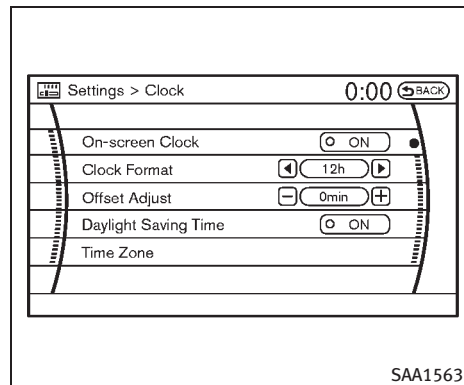 Settings > Clock 0:00 BACK
On-screen Clock ON
Clock Format 12h
Offset Adjust − 0min +
Daylight Saving Time ON
Time Zone
SAA1563